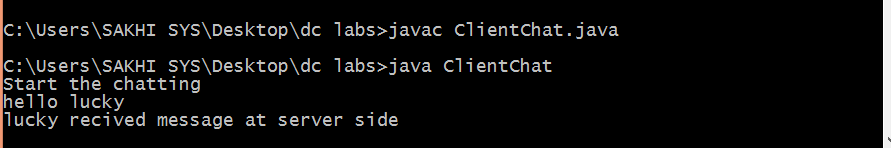 C:\Users\SAKHI SYS\Desktop\dc labs>javac ClientChat.java
C:\Users\SAKHI SYS\Desktop\dc labs>java ClientChat
Start the chatting
hello lucky
lucky recived message at server side